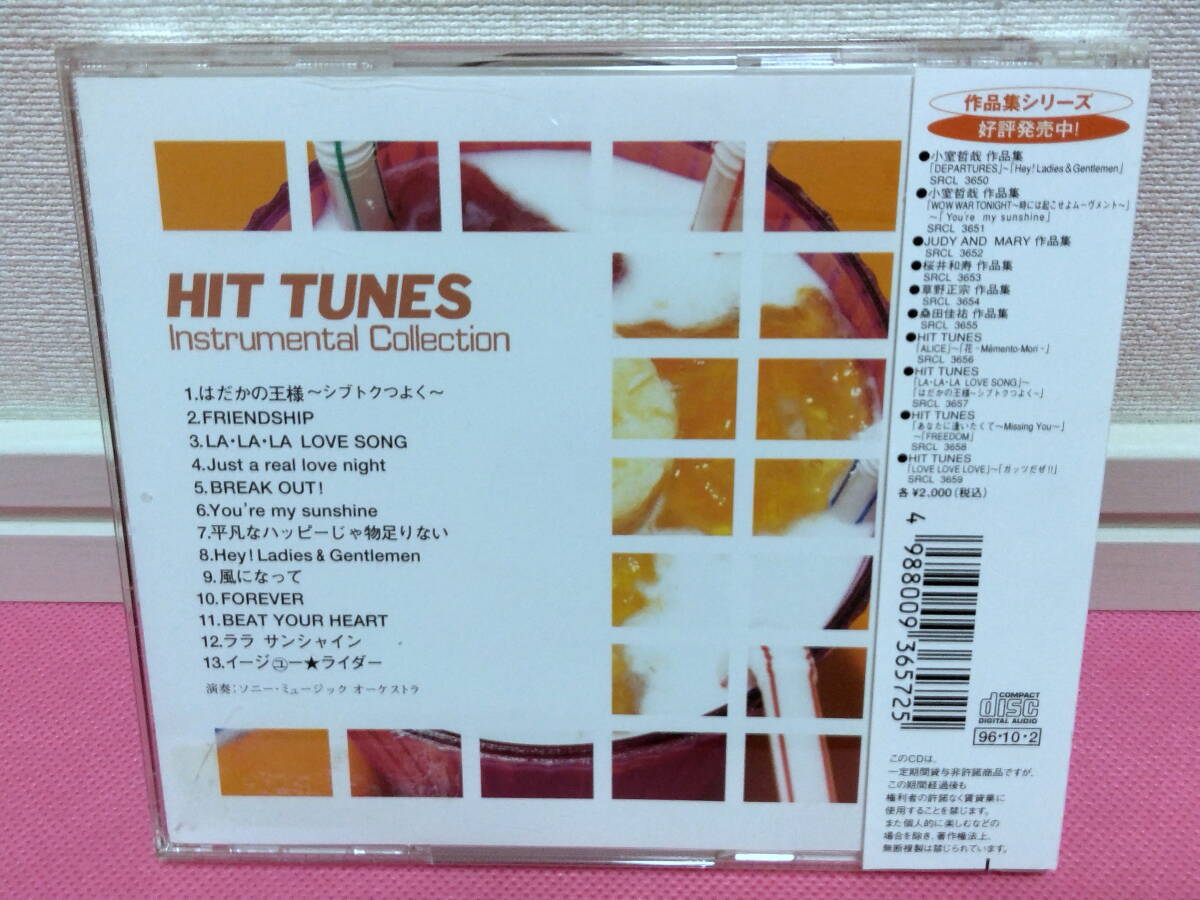 HIT TUNES
Instrumental Collection
1.はだかの王様～シブトクつよく～
2.FRIENDSHIP
3.LA・LA・LA LOVE SONG
4.Just a real love night
5.BREAK OUT!
6.You're my sunshine
7.平凡なハッピーじゃ物足りない
8.Hey! Ladies & Gentlemen
9.風になって
10.FOREVER
11.BEAT YOUR HEART
12.ララ サンシャイン
13.イージ㋴ー★ライダー
演奏:ソニー・ミュージック オーケストラ
作品集シリーズ
好評発売中!
●小室哲哉 作品集
「DEPARTURES」～「Hey! Ladies & Gentlemen」
SRCL 3650
●小室哲哉 作品集
「WOW WAR TONIGHT～時には起こせよムーヴメント～」
～「You're my sunshine」
SRCL 3651
●JUDY AND MARY 作品集
SRCL 3652
●桜井和寿 作品集
SRCL 3653
●草野正宗 作品集
SRCL 3654
●桑田佳祐 作品集
SRCL 3655
●HIT TUNES
「ALICE」～「花 -Mémento-Mori-」
SRCL 3656
●HIT TUNES
「LA・LA・LA LOVE SONG」～
「はだかの王様～シブトクつよく」
SRCL 3657
●HIT TUNES
「あなたに逢いたくて～Missing You～」
～「FREEDOM」
SRCL 3658
●HIT TUNES
「LOVE LOVE LOVE」～「ガッツだぜ!!」
SRCL 3659
各 ¥2,000(税込)
4 988009 365725
COMPACT
disc
DIGITAL AUDIO
96・10・2
このCDは、
一定期間貸与非許諾商品ですが、
この期間経過後も
権利者の許諾なく賃貸業に
使用することを禁じます。
また個人的に楽しむなどの
場合を除き、著作権法上、
無断複製は禁じられています。